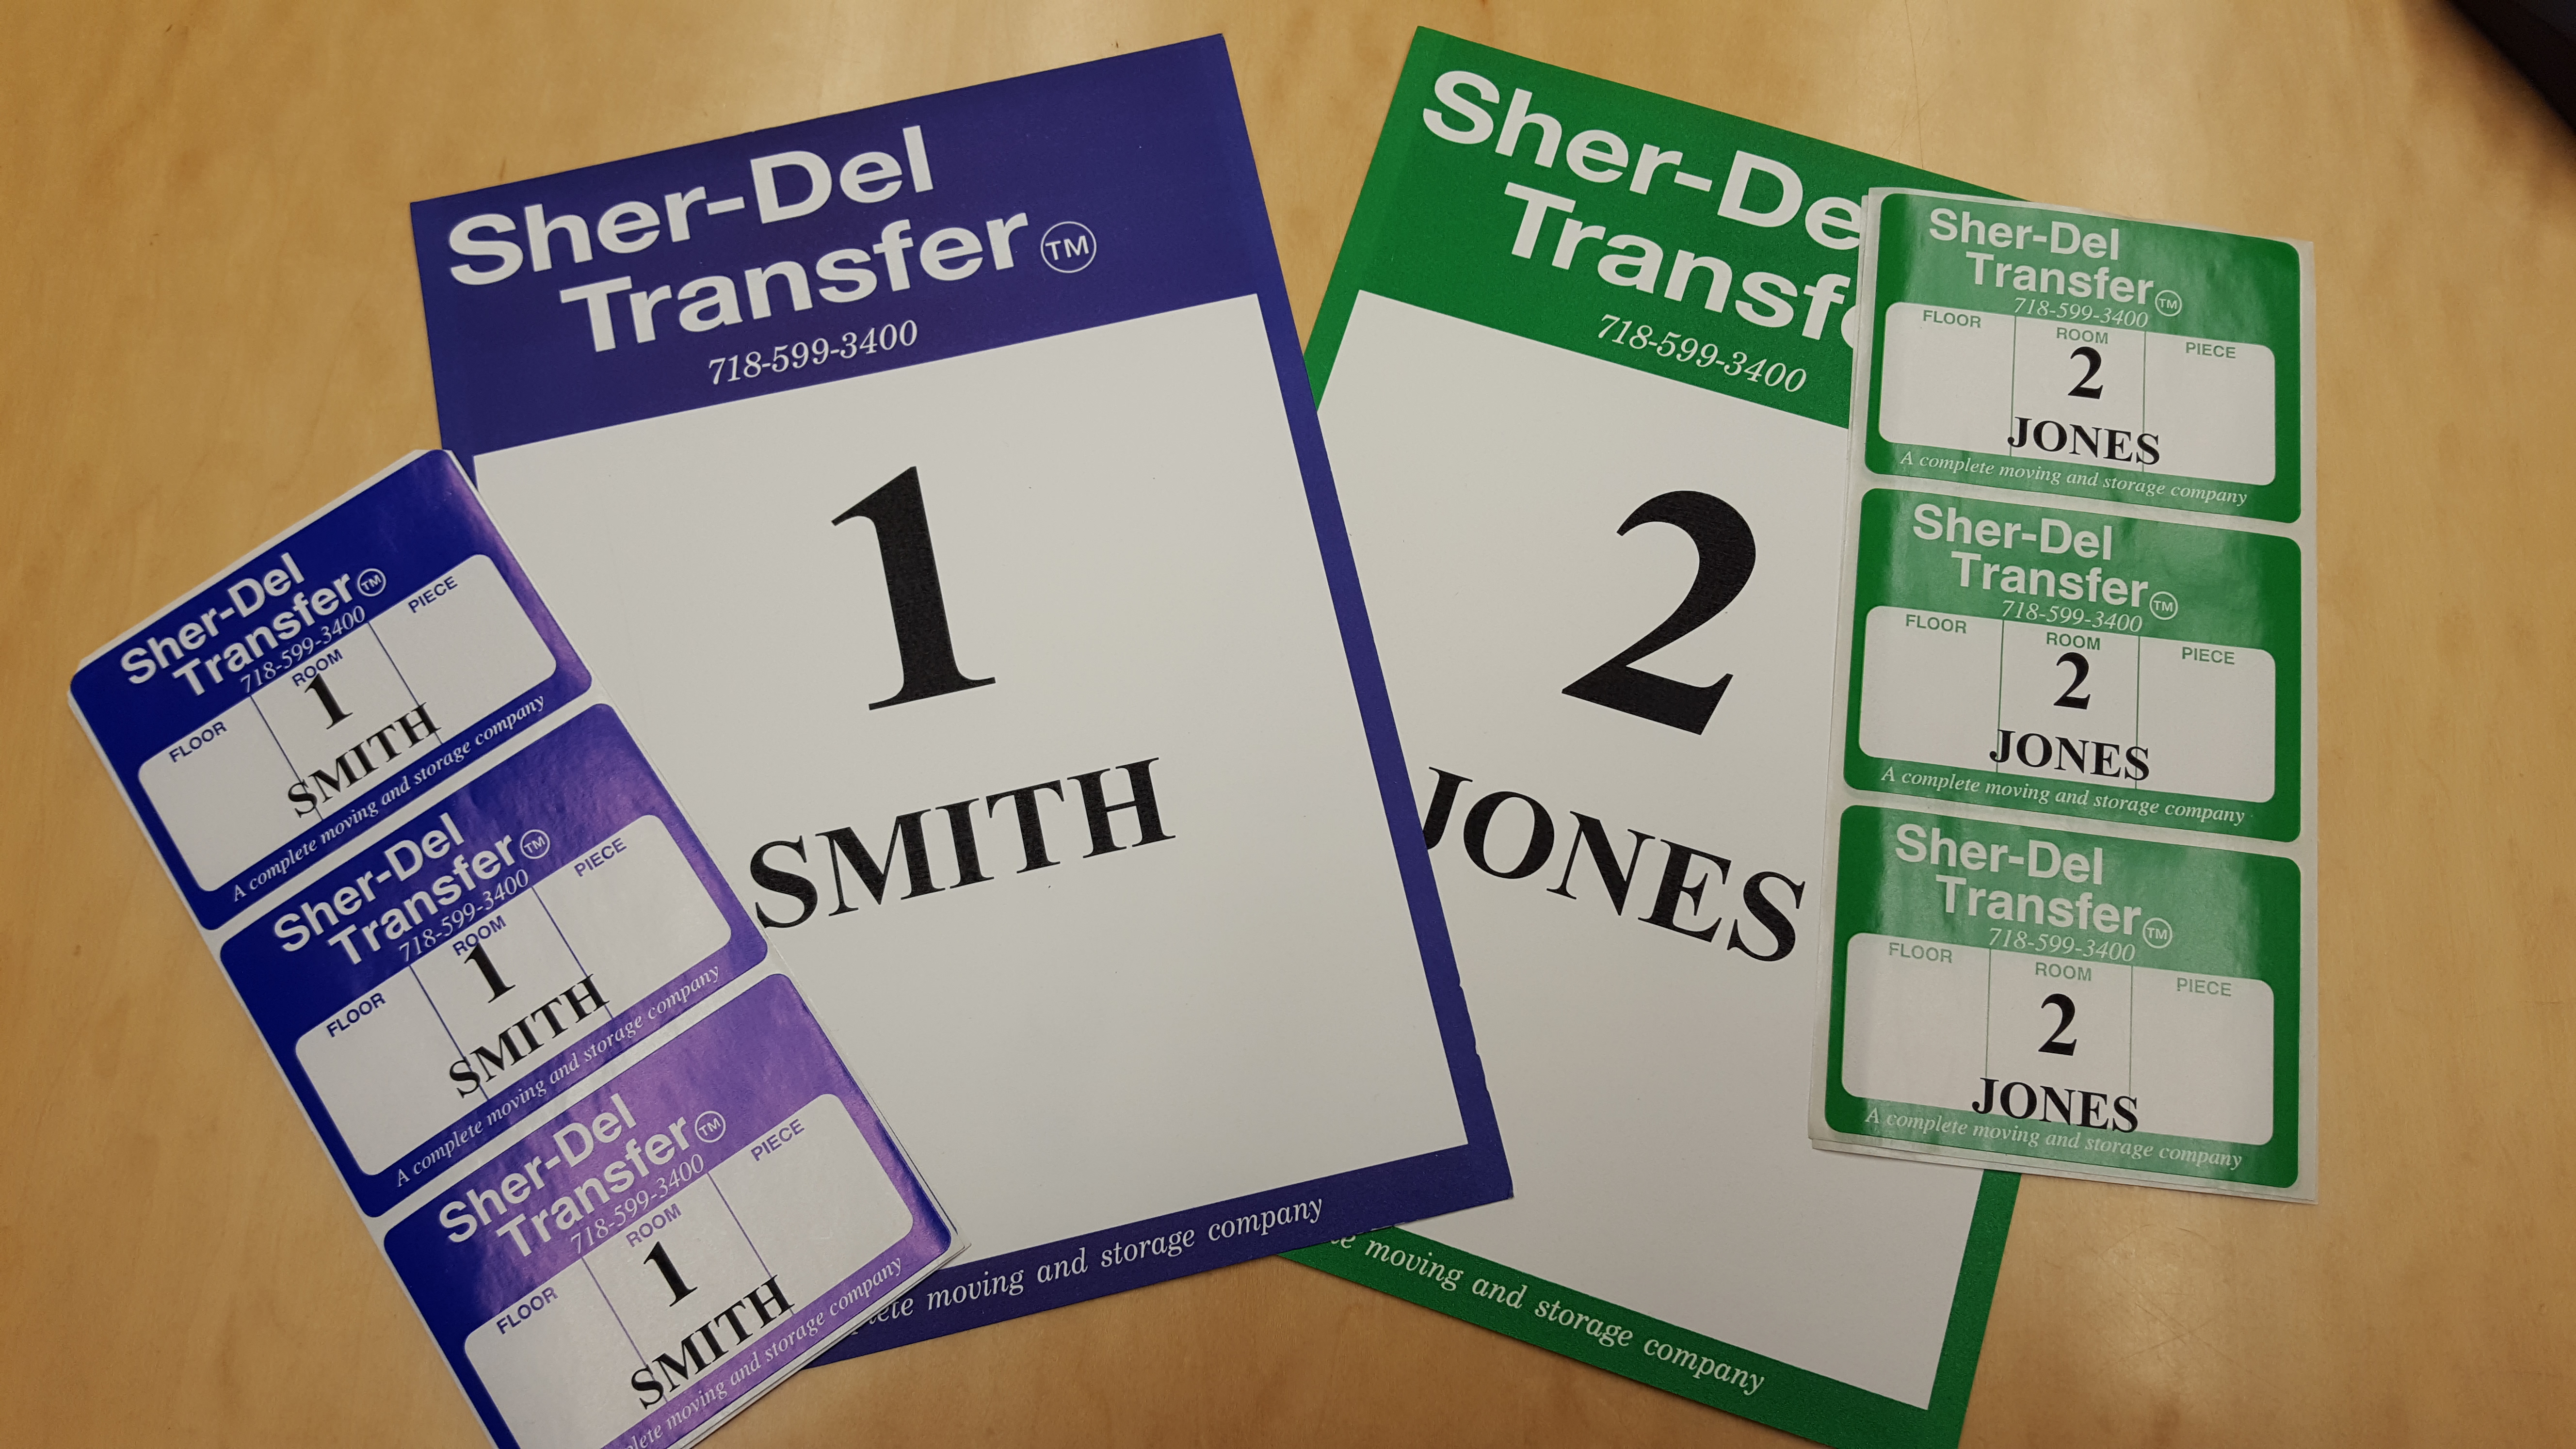 Sher-Del
Transfer TM
718-599-3400
1
SMITH
moving and storage company
Sher-De
Transf
718-599-3400
2
JONES
moving and storage company
Sher-Del
Transfer TM
718-599-3400
FLOOR ROOM PIECE
1
SMITH
A complete moving and storage company
Sher-Del
Transfer TM
718-599-3400
FLOOR ROOM PIECE
1
SMITH
A complete moving and storage company
Sher-Del
Transfer TM
718-599-3400
FLOOR ROOM PIECE
1
SMITH
moving and storage company
Sher-Del
Transfer TM
718-599-3400
FLOOR ROOM PIECE
2
JONES
A complete moving and storage company
Sher-Del
Transfer TM
718-599-3400
FLOOR ROOM PIECE
2
JONES
A complete moving and storage company
Sher-Del
Transfer TM
718-599-3400
FLOOR ROOM PIECE
2
JONES
A complete moving and storage company